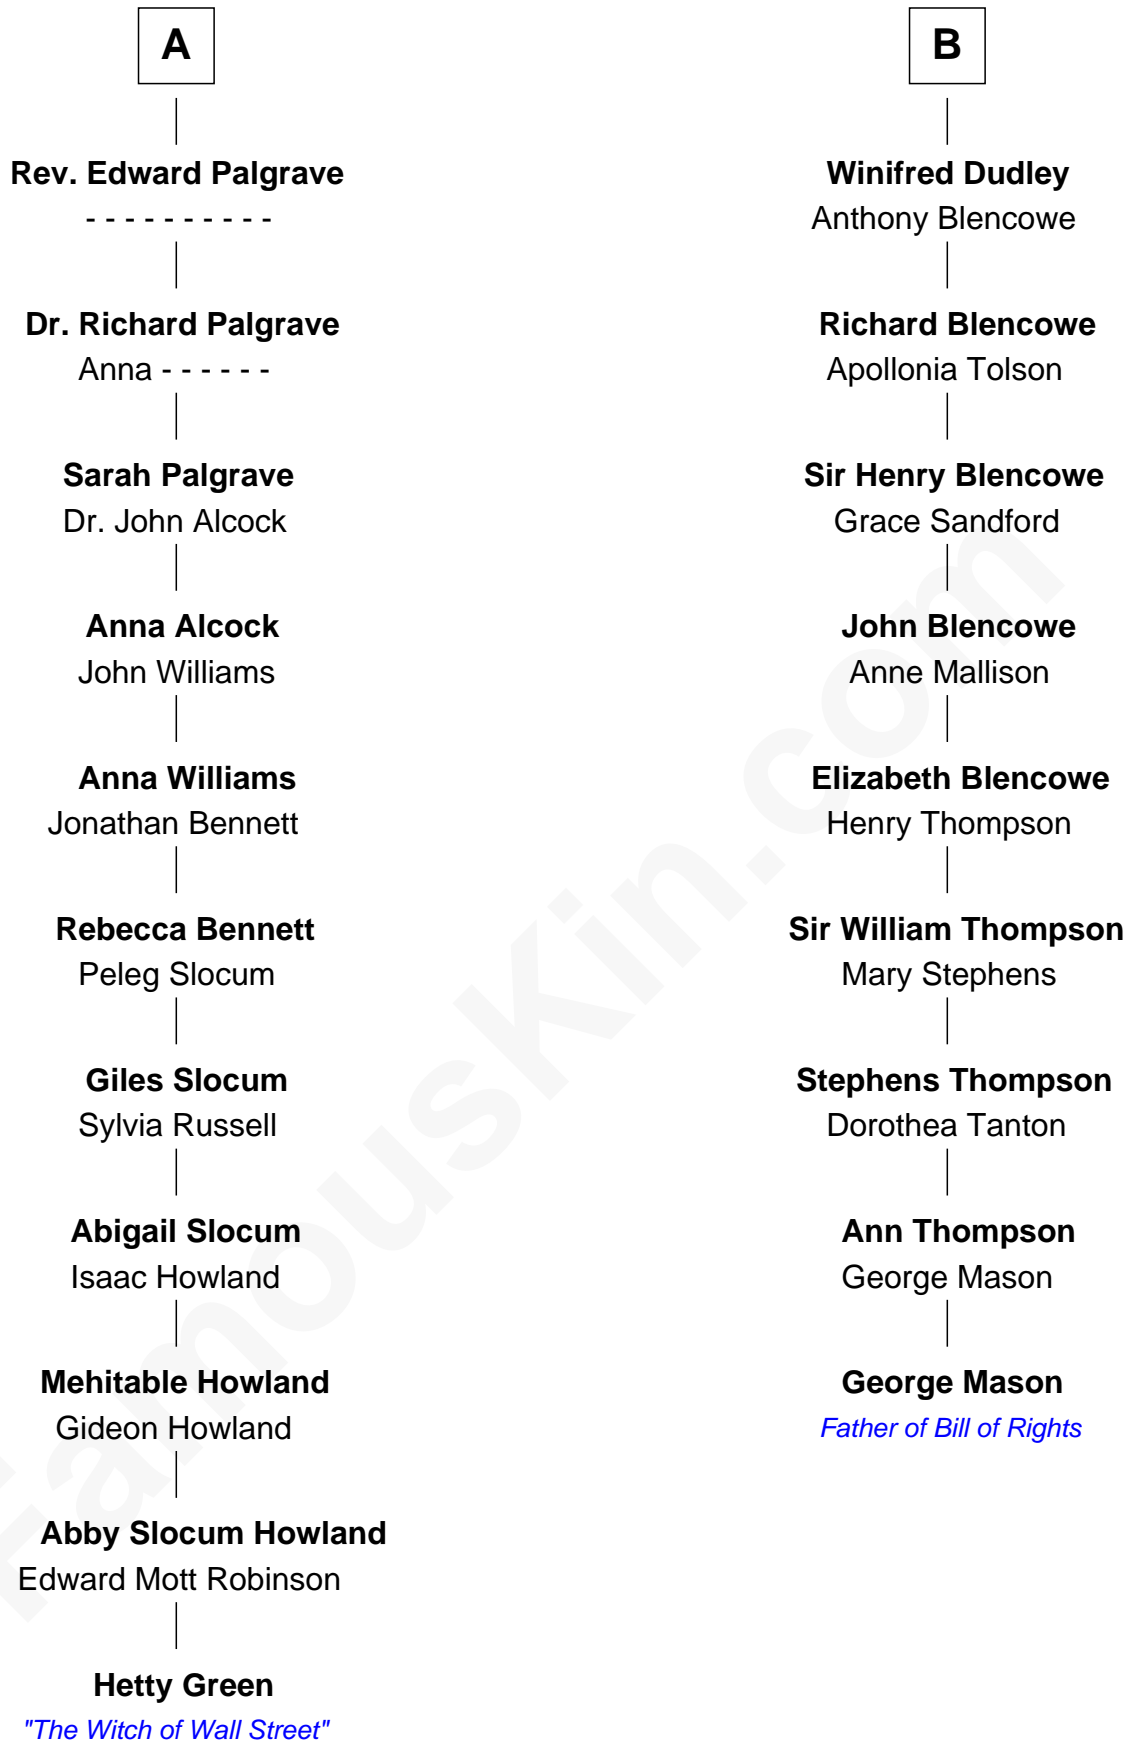 A
Rev. Edward Palgrave
- - - - - - - - - -
Dr. Richard Palgrave
Anna - - - - - -
Sarah Palgrave
Dr. John Alcock
Anna Alcock
John Williams
Anna Williams
Jonathan Bennett
Rebecca Bennett
Peleg Slocum
Giles Slocum
Sylvia Russell
Abigail Slocum
Isaac Howland
Mehitable Howland
Gideon Howland
Abby Slocum Howland
Edward Mott Robinson
Hetty Green
"The Witch of Wall Street"
B
Winifred Dudley
Anthony Blencowe
Richard Blencowe
Apollonia Tolson
Sir Henry Blencowe
Grace Sandford
John Blencowe
Anne Mallison
Elizabeth Blencowe
Henry Thompson
Sir William Thompson
Mary Stephens
Stephens Thompson
Dorothea Tanton
Ann Thompson
George Mason
George Mason
Father of Bill of Rights
FamousKin.com